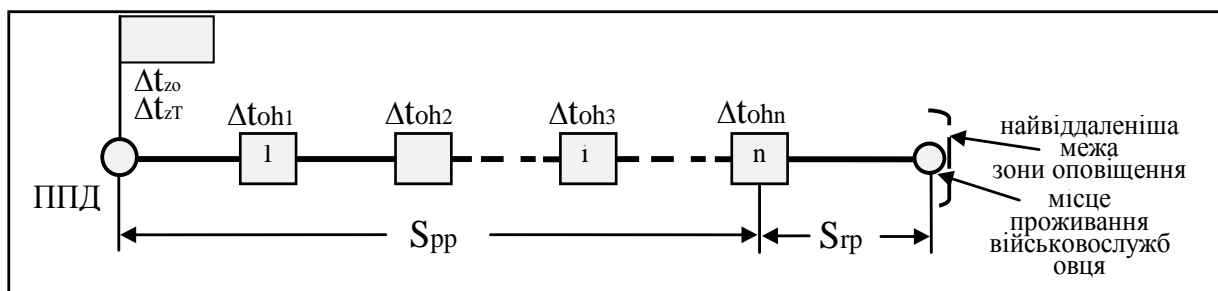 Δtzo
ΔtzT
Δtoh1
Δtoh2
Δtoh3
Δtohn
1
i
n
ППД
Spp
Srp
найвіддаленіша
межа
зони оповіщення
місце
проживання
військовослужб
овця